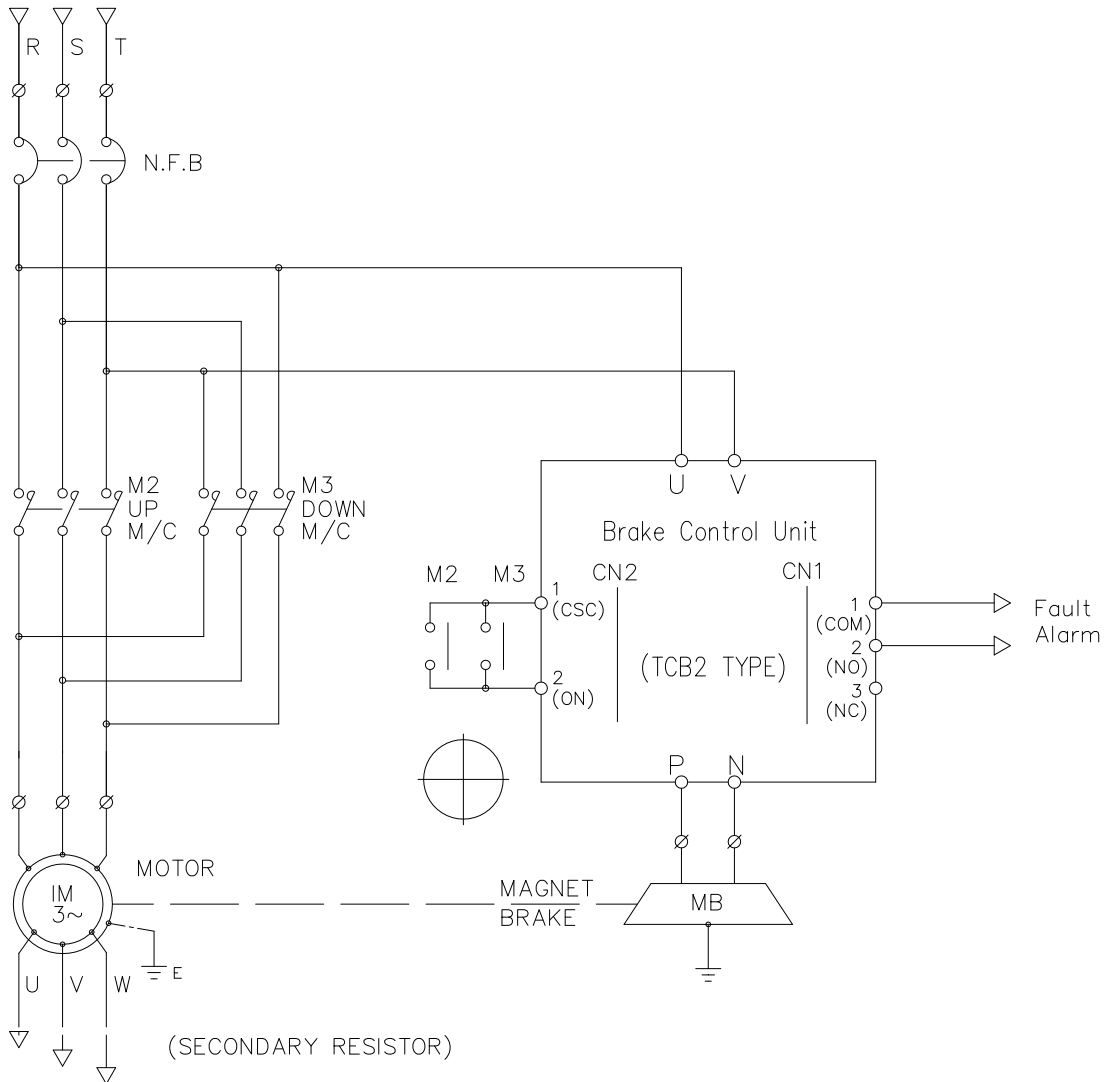 R
S
T
N.F.B
M2
UP
M/C
M3
DOWN
M/C
U
V
Brake Control Unit
M2
M3
CN2
CN1
1
(CSC)
2
(ON)
(TCB2 TYPE)
1
(COM)
2
(NO)
3
(NC)
Fault
Alarm
P
N
MOTOR
IM
3~
MAGNET
BRAKE
MB
E
U
V
W
(SECONDARY RESISTOR)